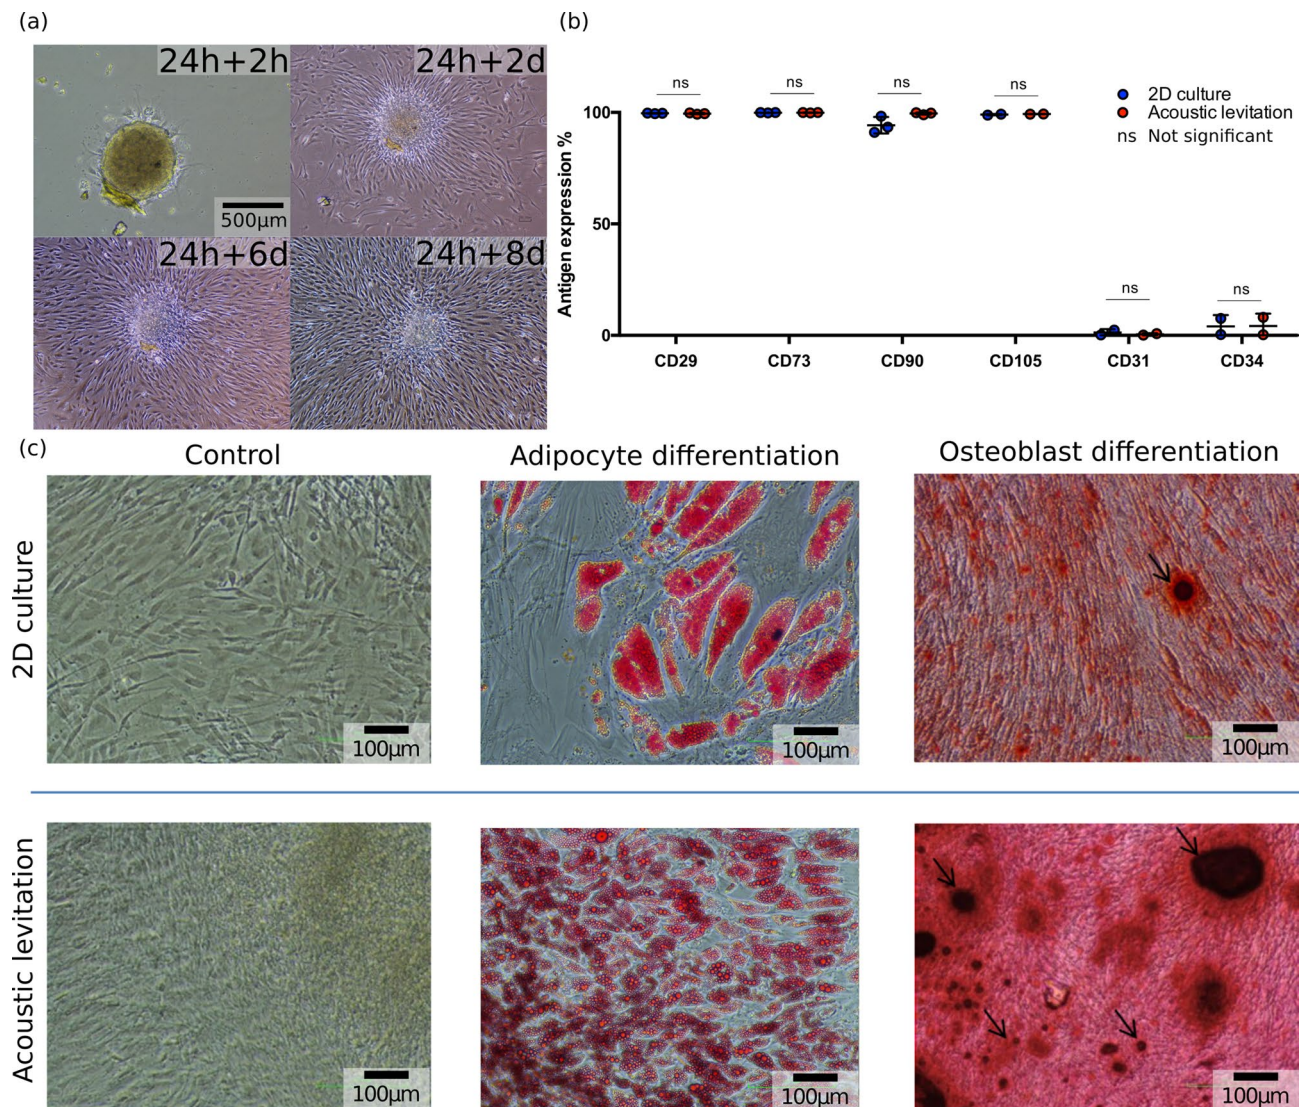 (a)
24h+2h
24h+2d
500μm
24h+6d
24h+8d
(b)
ns
ns
ns
ns
ns
ns
2D culture
Acoustic levitation
ns Not significant
Antigen expression %
100
50
0
CD29
CD73
CD90
CD105
CD31
CD34
(c)
Control
Adipocyte differentiation
Osteoblast differentiation
2D culture
100μm
100μm
100μm
Acoustic levitation
100μm
100μm
100μm